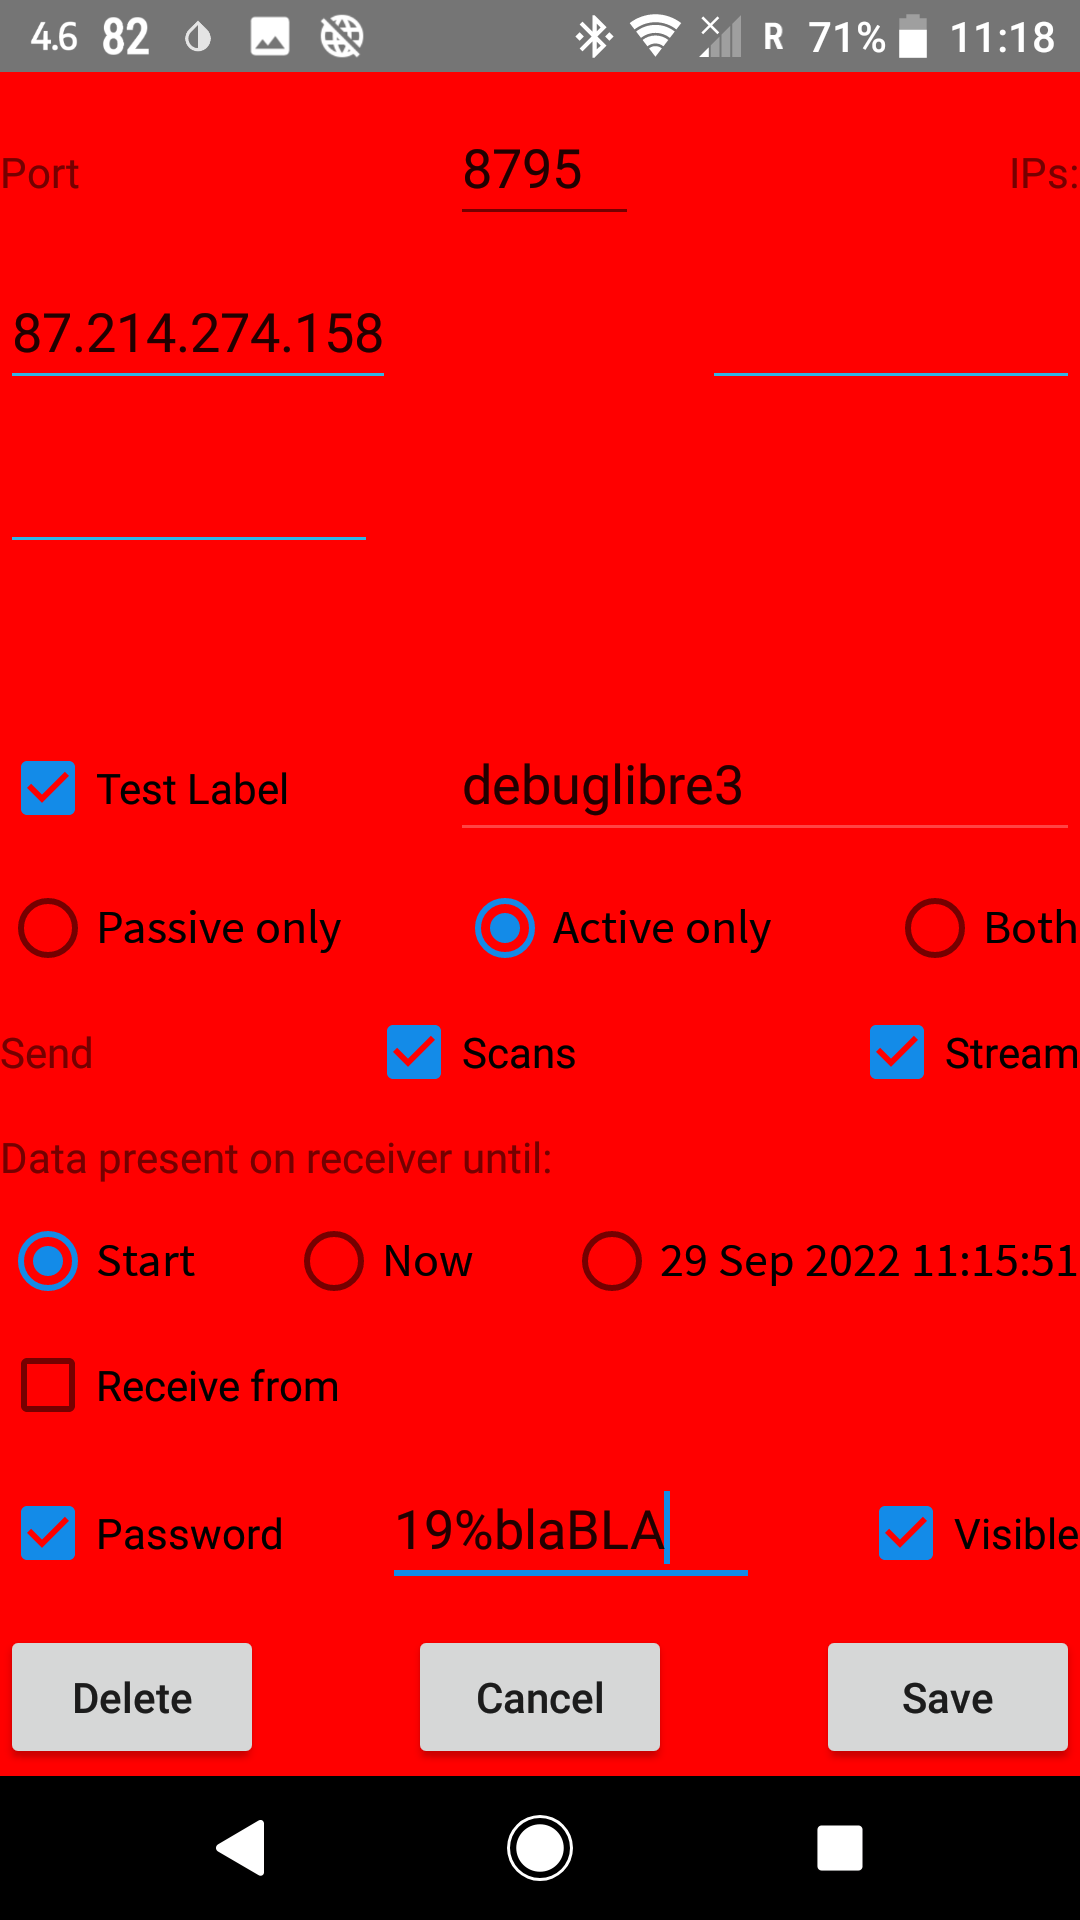 4.6 82 R 71% 11:18
Port 8795 IPs:
87.214.274.158
Test Label debuglibre3
Passive only Active only Both
Send Scans Stream
Data present on receiver until:
Start Now 29 Sep 2022 11:15:51
Receive from
Password 19%blaBLA Visible
Delete Cancel Save